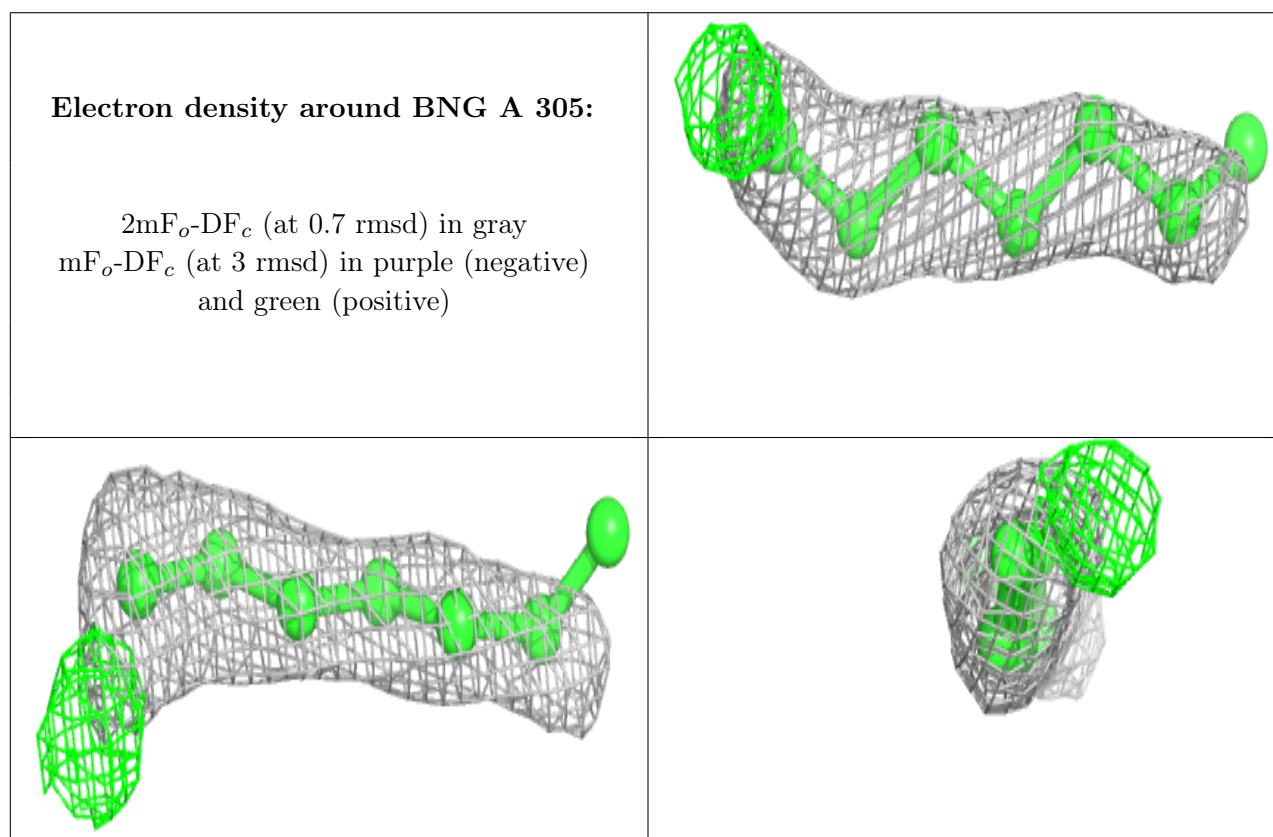 Electron density around BNG A 305:
2mFo-DFc (at 0.7 rmsd) in gray
mFo-DFc (at 3 rmsd) in purple (negative)
and green (positive)